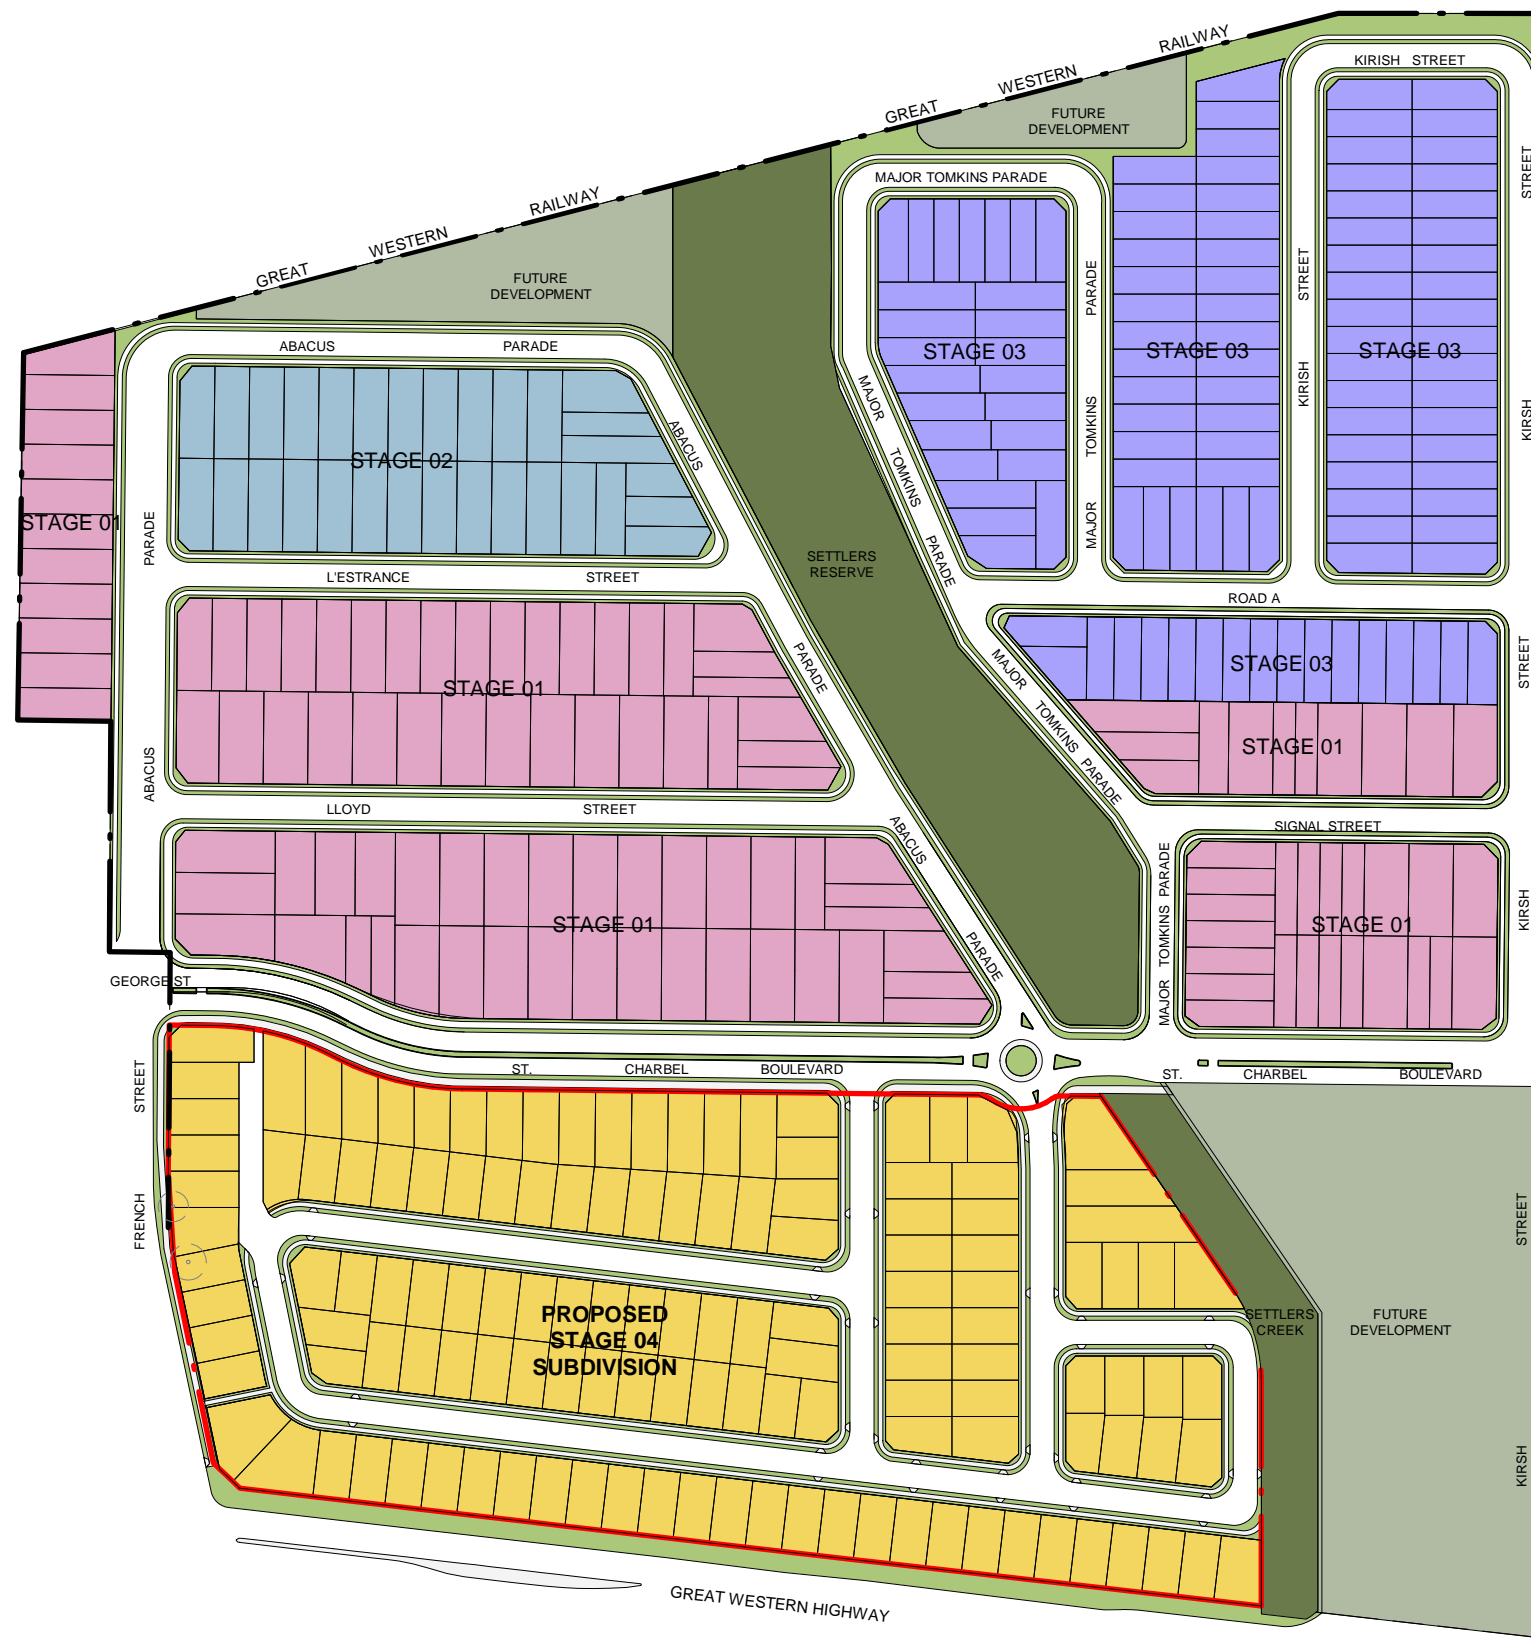 RAILWAY
WESTERN
GREAT
KIRISH STREET
FUTURE
DEVELOPMENT
STREET
MAJOR TOMKINS PARADE
RAILWAY
WESTERN
GREAT
FUTURE
DEVELOPMENT
PARADE
STREET
ABACUS PARADE
STAGE 03
STAGE 03
STAGE 03
KIRISH
MAJOR
TOMKINS
KIRSH
ABACUS
STAGE 02
TOMKINS
STAGE 01
PARADE
MAJOR
SETTLERS
RESERVE
PARADE
L'ESTRANCE STREET
ROAD A
PARADE
MAJOR
STAGE 03
STREET
STAGE 01
TOMKINS
STAGE 01
ABACUS
PARADE
LLOYD STREET
SIGNAL STREET
ABACUS
MAJOR TOMKINS PARADE
STAGE 01
STAGE 01
KIRSH
PARADE
GEORGE ST
ST. CHARBEL BOULEVARD
ST. CHARBEL BOULEVARD
STREET
FRENCH
STREET
PROPOSED
STAGE 04
SUBDIVISION
SETTLERS
CREEK
FUTURE
DEVELOPMENT
KIRSH
GREAT WESTERN HIGHWAY